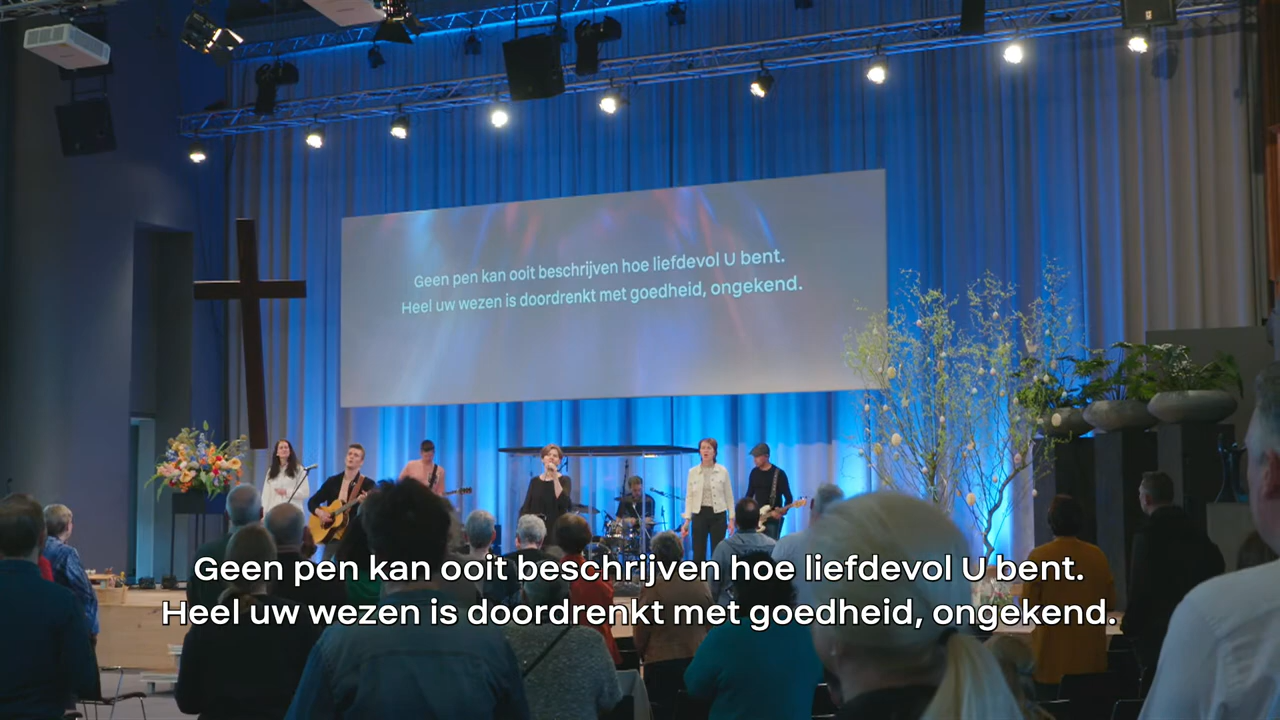 Geen pen kan ooit beschrijven hoe liefdevol U bent.
Heel uw wezen is doordrenkt met goedheid, ongekend.
Geen pen kan ooit beschrijven hoe liefdevol U bent.
Heel uw wezen is doordrenkt met goedheid, ongekend.